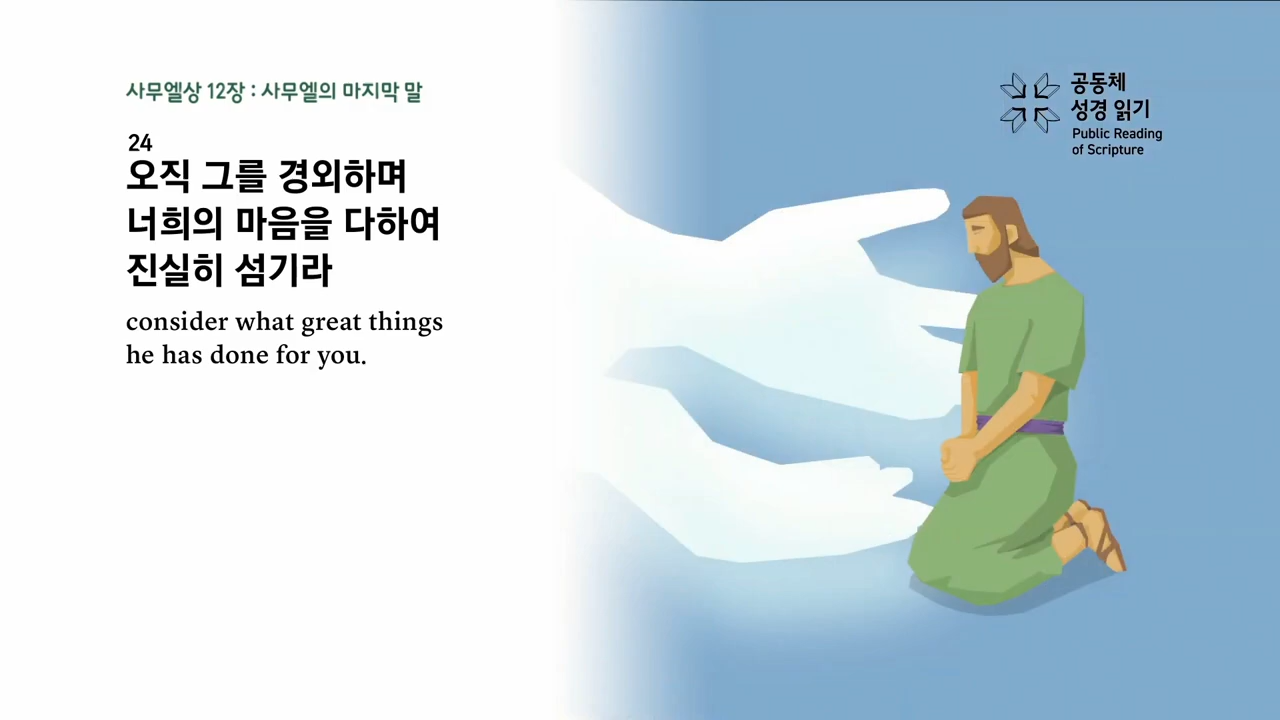 사무엘상 12장 : 사무엘의 마지막 말
24
오직 그를 경외하며
너희의 마음을 다하여
진실히 섬기라
consider what great things
he has done for you.
공동체
성경 읽기
Public Reading
of Scripture